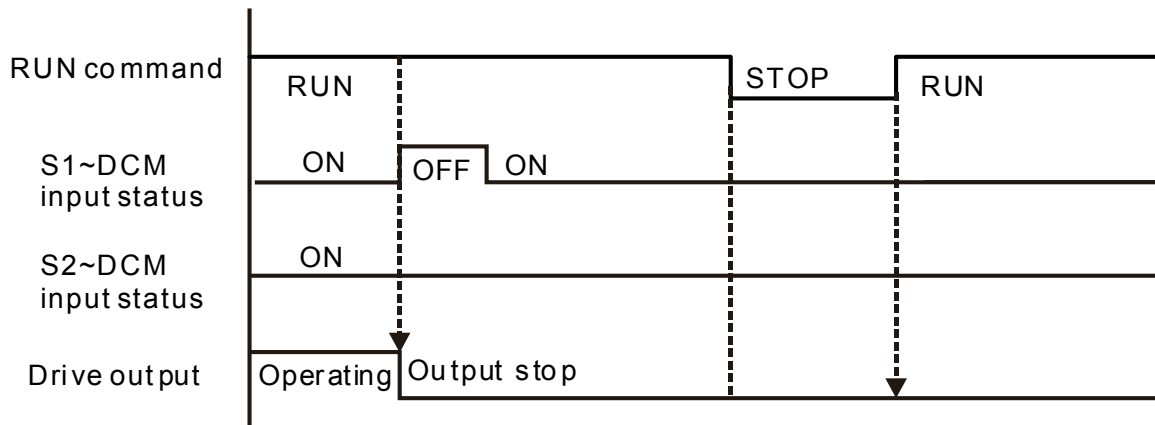 RUN command
RUN
STOP
RUN
S1~DCM
input status
ON
OFF
ON
S2~DCM
input status
ON
Drive output
Operating
Output stop